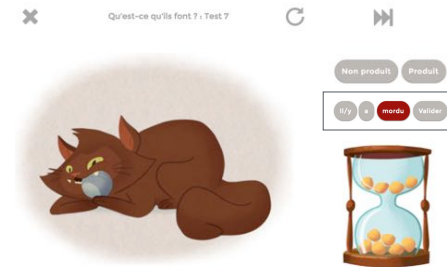 Qu'est-ce qu'ils font ? : Test 7
Non produit Produit
Il/y a mordu Valider